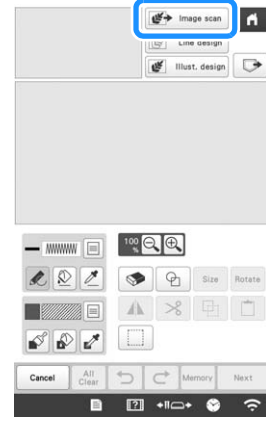 Image scan
Line design
Illust. design
100 %
Size Rotate
Cancel All Clear Memory Next